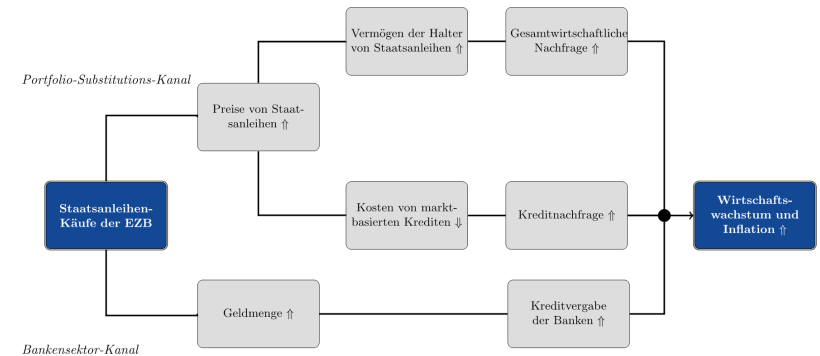 Vermögen der Halter
von Staatsanleihen ⇑
Gesamtwirtschaftliche
Nachfrage ⇑
Portfolio-Substitutions-Kanal
Preise von Staat-
sanleihen ⇑
Staatsanleihen-
Käufe der EZB
Kosten von markt-
basierten Krediten ⇓
Kreditnachfrage ⇑
Wirtschafts-
wachstum und
Inflation ⇑
Geldmenge ⇑
Kreditvergabe
der Banken ⇑
Bankensektor-Kanal